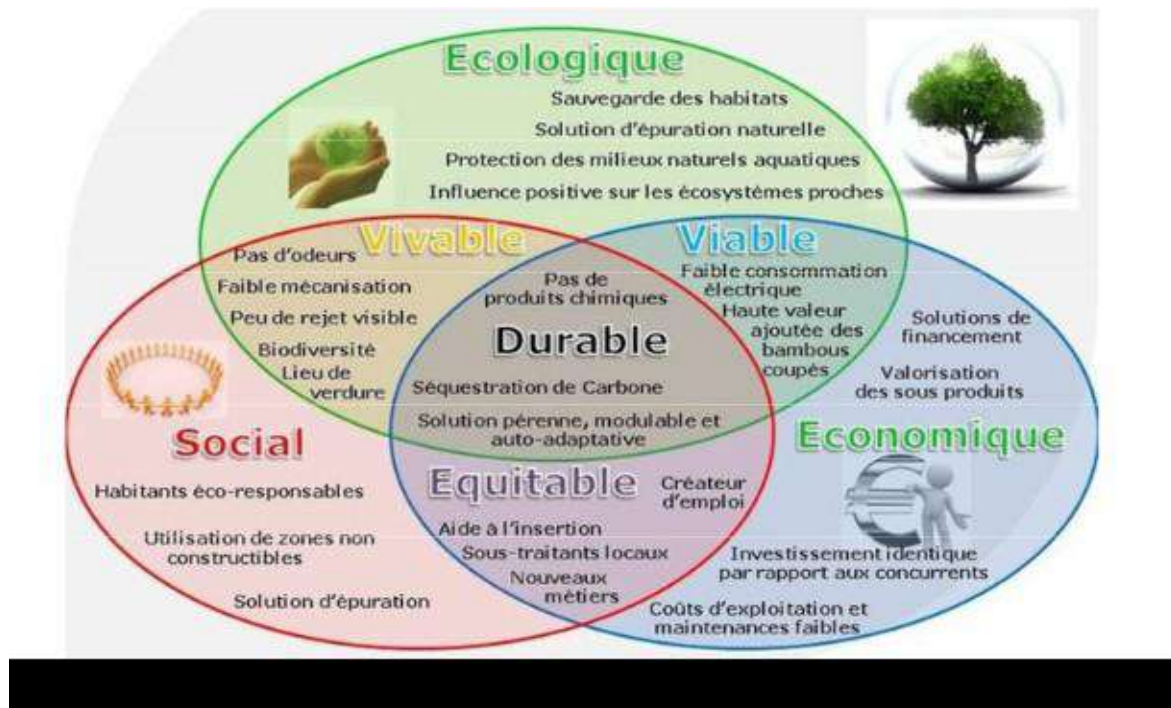 Ecologique
Sauvegarde des habitats
Solution d'épuration naturelle
Protection des milieux naturels aquatiques
Influence positive sur les écosystèmes proches
Vivable
Pas d'odeurs
Faible mécanisation
Peu de rejet visible
Biodiversité
Lieu de
verdure
Viable
Faible consommation
électrique
Haute valeur
ajoutée des
bambous
coupés
Pas de
produits chimiques
Durable
Séquestration de Carbone
Solution pérenne, modulable et
auto-adaptative
Solutions de
financement
Valorisation
des sous produits
Social
Habitants éco-responsables
Utilisation de zones non
constructibles
Solution d'épuration
Equitable
Créateur
d'emploi
Aide à l'insertion
Sous-traitants locaux
Nouveaux
métiers
Economique
Investissement identique
par rapport aux concurrents
Coûts d'exploitation et
maintenances faibles